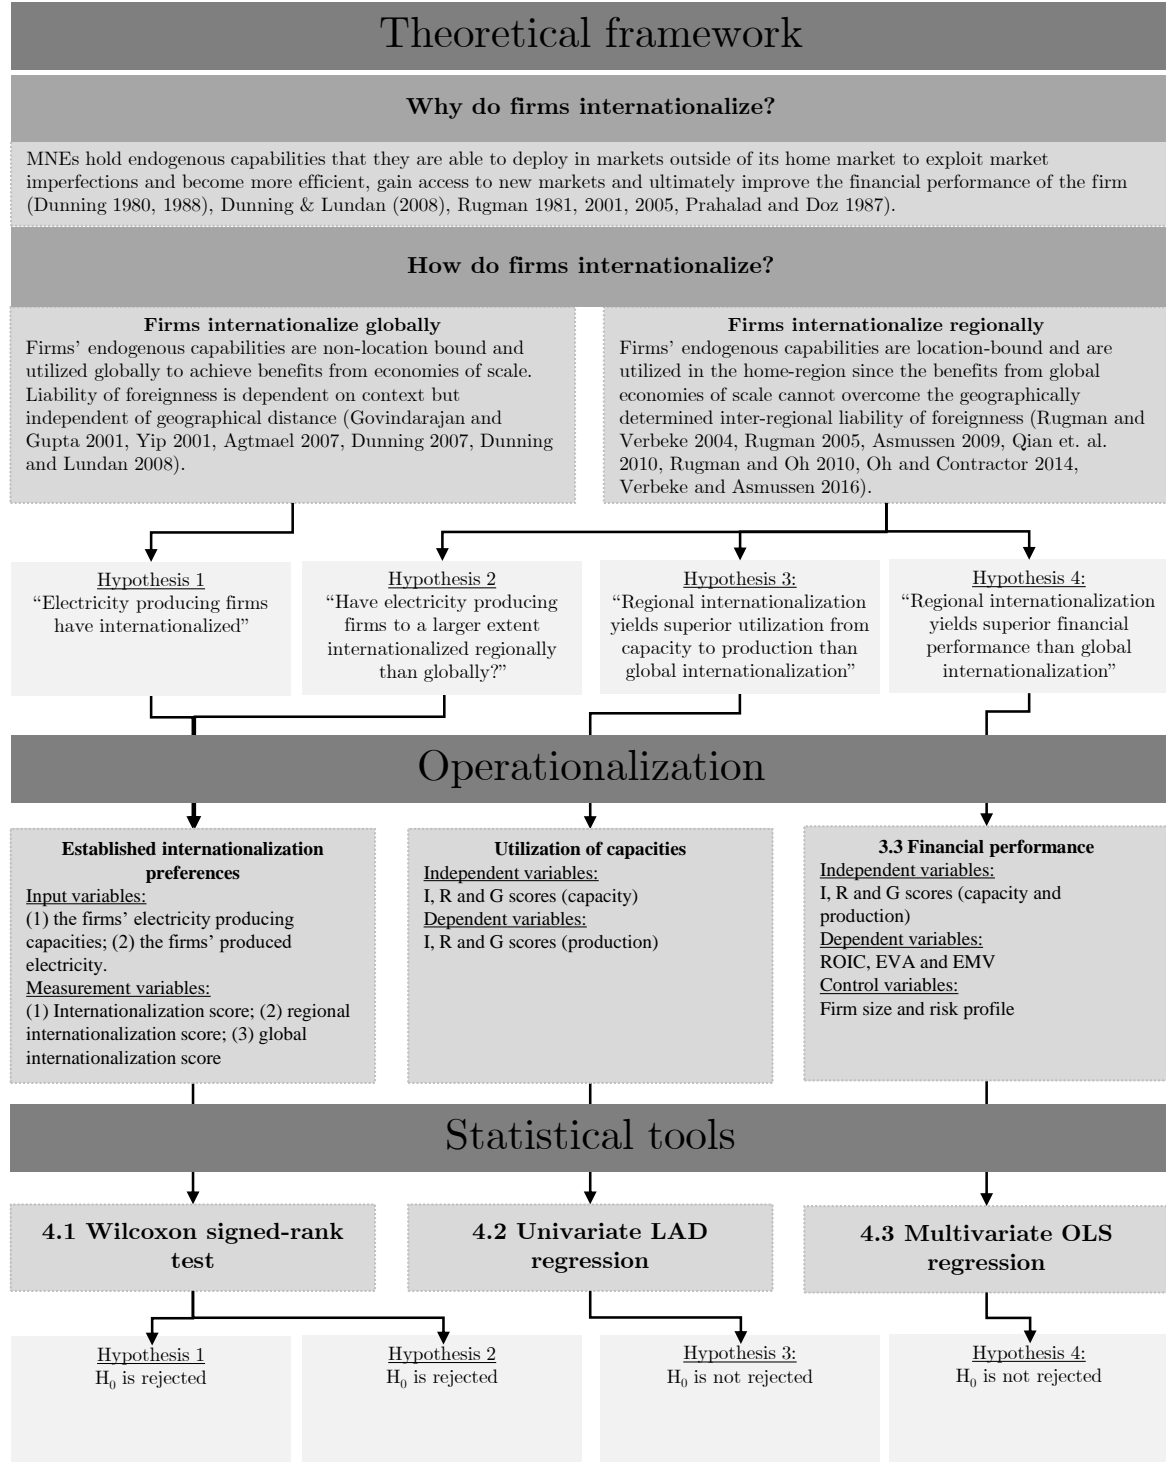 Theoretical framework
Why do firms internationalize?
MNEs hold endogenous capabilities that they are able to deploy in markets outside of its home market to exploit market
imperfections and become more efficient, gain access to new markets and ultimately improve the financial performance of the firm
(Dunning 1980, 1988), Dunning & Lundan (2008), Rugman 1981, 2001, 2005, Prahalad and Doz 1987).
How do firms internationalize?
Firms internationalize globally
Firms' endogenous capabilities are non-location bound and
utilized globally to achieve benefits from economies of scale.
Liability of foreignness is dependent on context but
independent of geographical distance (Govindarajan and
Gupta 2001, Yip 2001, Agtmael 2007, Dunning 2007, Dunning
and Lundan 2008).
Firms internationalize regionally
Firms' endogenous capabilities are location-bound and are
utilized in the home-region since the benefits from global
economies of scale cannot overcome the geographically
determined inter-regional liability of foreignness (Rugman and
Verbeke 2004, Rugman 2005, Asmussen 2009, Qian et. al.
2010, Rugman and Oh 2010, Oh and Contractor 2014,
Verbeke and Asmussen 2016).
Hypothesis 1
“Electricity producing firms
have internationalized”
Hypothesis 2
“Have electricity producing
firms to a larger extent
internationalized regionally
than globally?”
Hypothesis 3:
“Regional internationalization
yields superior utilization from
capacity to production than
global internationalization”
Hypothesis 4:
“Regional internationalization
yields superior financial
performance than global
internationalization”
Operationalization
Established internationalization
preferences
Input variables:
(1) the firms' electricity producing
capacities; (2) the firms' produced
electricity.
Measurement variables:
(1) Internationalization score; (2) regional
internationalization score; (3) global
internationalization score
Utilization of capacities
Independent variables:
I, R and G scores (capacity)
Dependent variables:
I, R and G scores (production)
3.3 Financial performance
Independent variables:
I, R and G scores (capacity and
production)
Dependent variables:
ROIC, EVA and EMV
Control variables:
Firm size and risk profile
Statistical tools
4.1 Wilcoxon signed-rank
test
4.2 Univariate LAD
regression
4.3 Multivariate OLS
regression
Hypothesis 1
H₀ is rejected
Hypothesis 2
H₀ is rejected
Hypothesis 3:
H₀ is not rejected
Hypothesis 4:
H₀ is not rejected